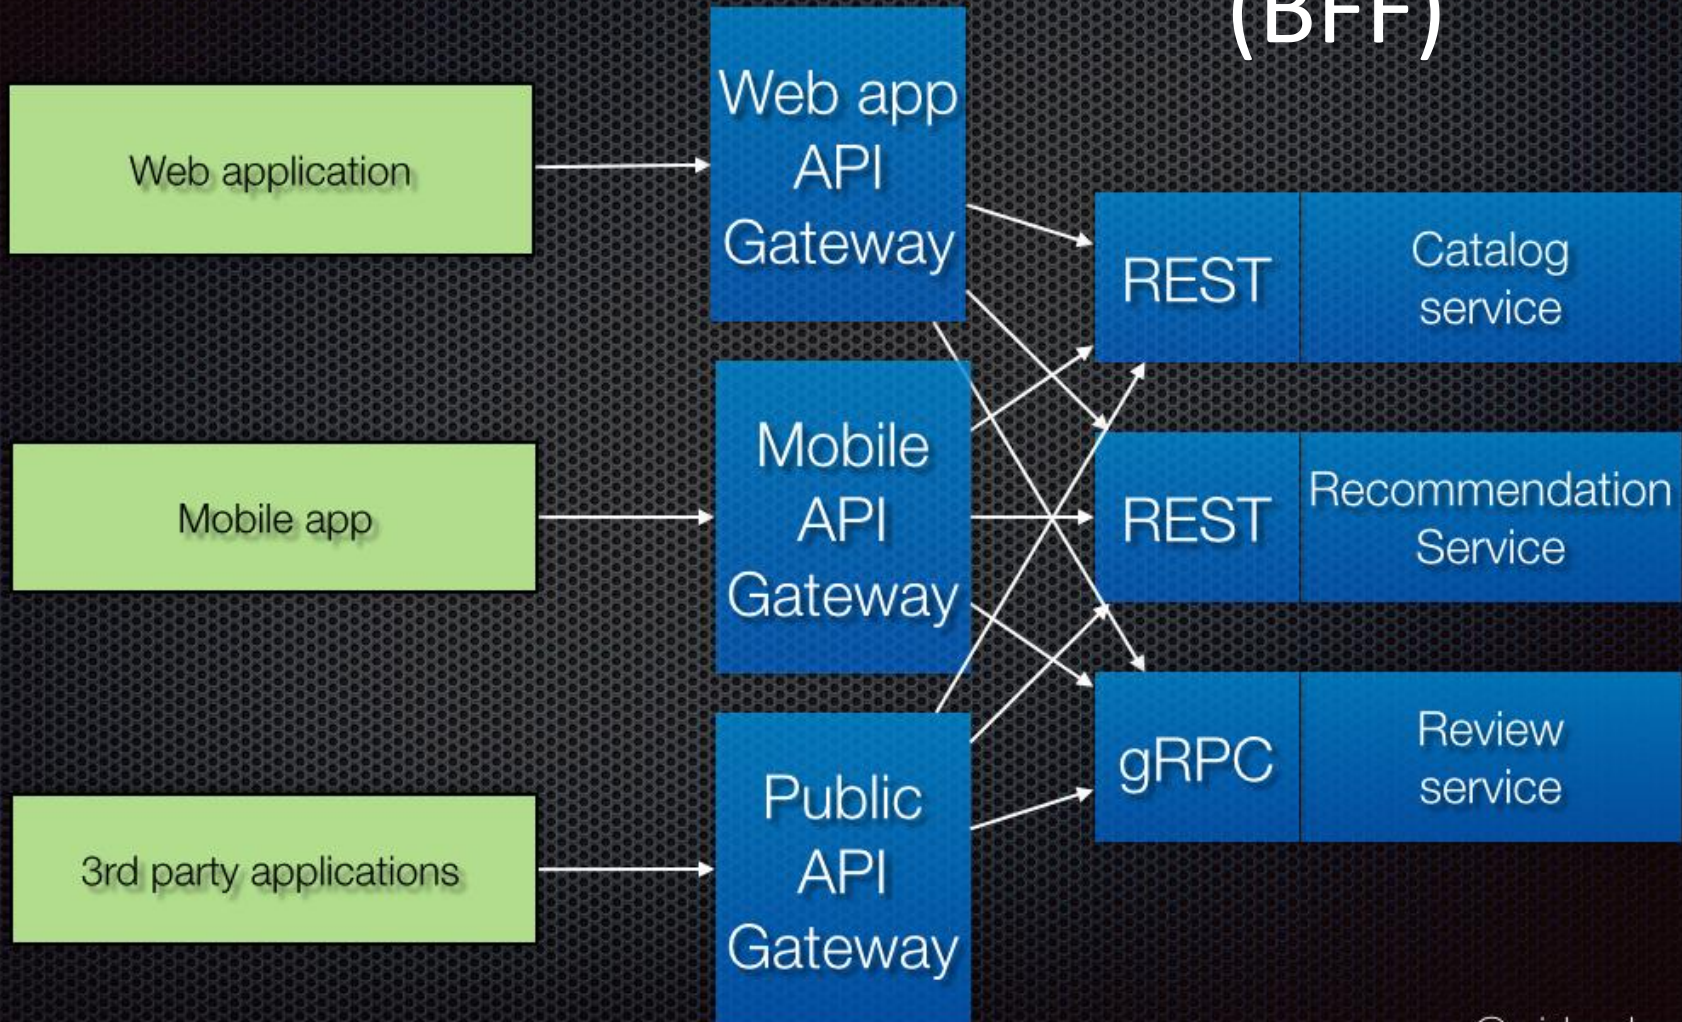 (BFF)
Web application
Web app
API
Gateway
REST
Catalog
service
Mobile app
Mobile
API
Gateway
REST
Recommendation
Service
3rd party applications
Public
API
Gateway
gRPC
Review
service